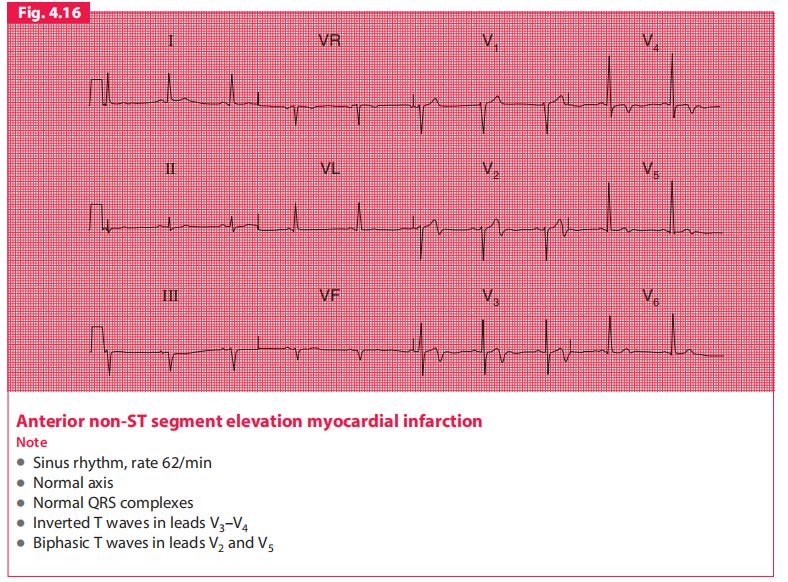 Fig. 4.16
I VR V₁ V₄
II VL V₂ V₅
III VF V₃ V₆
Anterior non-ST segment elevation myocardial infarction
Note
● Sinus rhythm, rate 62/min
● Normal axis
● Normal QRS complexes
● Inverted T waves in leads V₃–V₄
● Biphasic T waves in leads V₂ and V₅